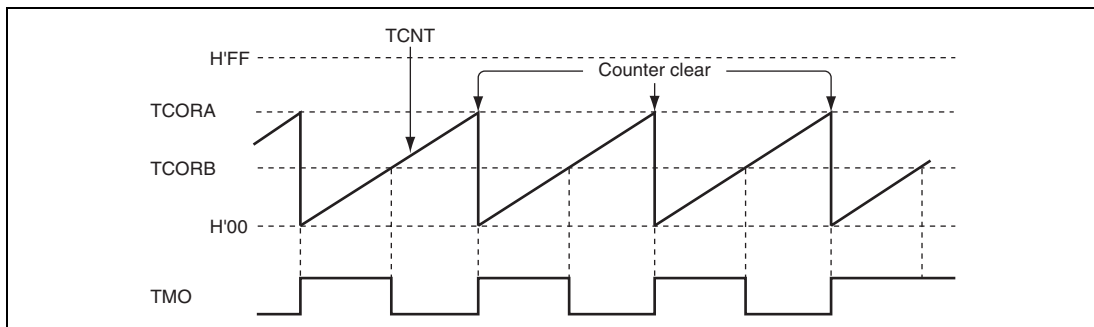 TCNT
H'FF
Counter clear
TCORA
TCORB
H'00
TMO